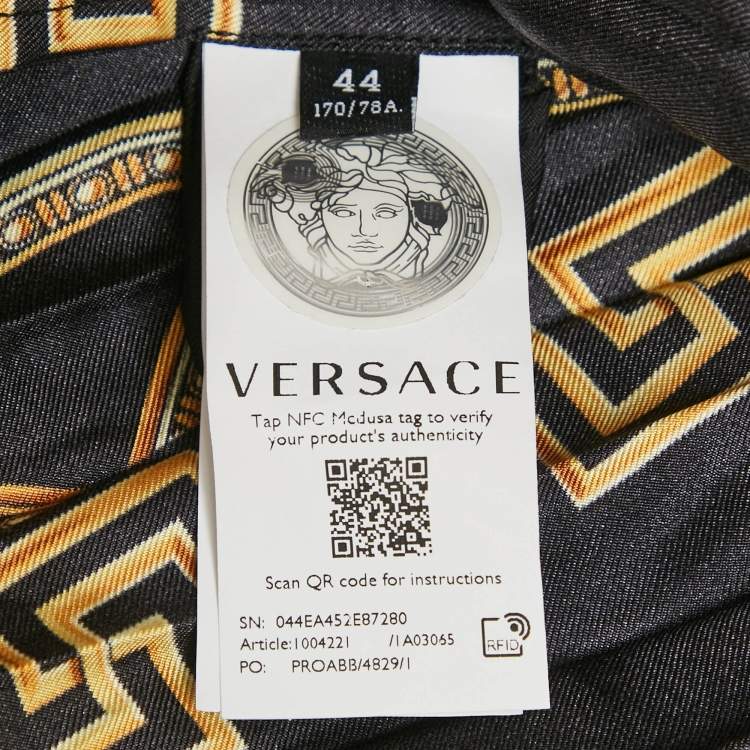 44
170/78A.
VERSACE
Tap NFC Medusa tag to verify
your product's authenticity
Scan QR code for instructions
SN: 044EA452E87280
Article:1004221 /1A03065
PO: PROABB/4829/1
RFID